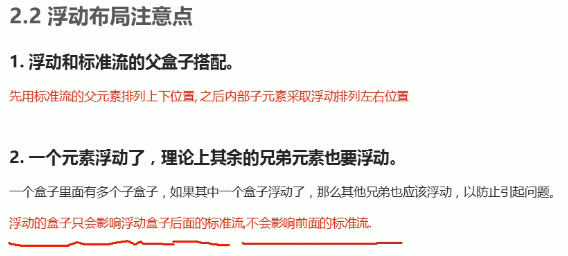 2.2 浮动布局注意点
1. 浮动和标准流的父盒子搭配。
先用标准流的父元素排列上下位置, 之后内部子元素采取浮动排列左右位置
2. 一个元素浮动了，理论上其余的兄弟元素也要浮动。
一个盒子里面有多个子盒子，如果其中一个盒子浮动了，那么其他兄弟也应该浮动，以防止引起问题。
浮动的盒子只会影响浮动盒子后面的标准流,不会影响前面的标准流.